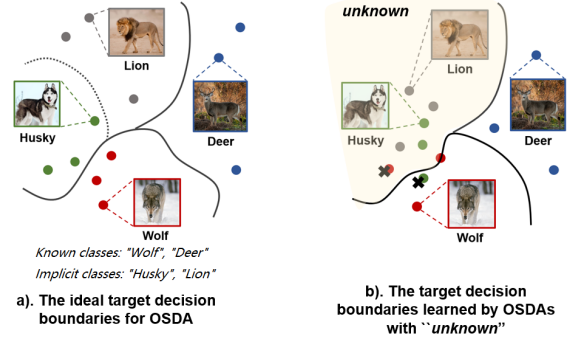 Lion
Husky
Deer
Wolf
Known classes: "Wolf", "Deer"
Implicit classes: "Husky", "Lion"
a). The ideal target decision
boundaries for OSDA
unknown
Lion
Husky
Deer
Wolf
b). The target decision
boundaries learned by OSDAs
with ``unknown''